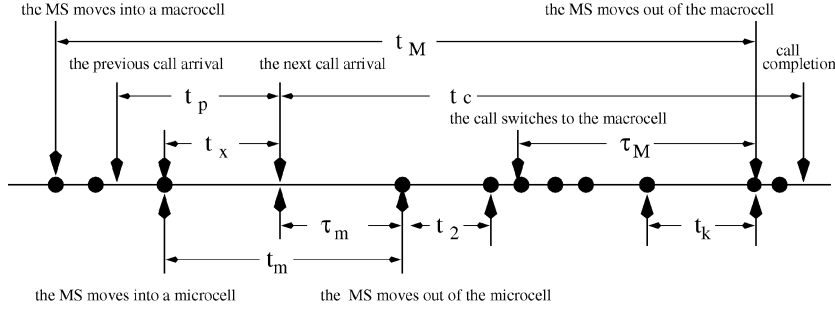 the MS moves into a macrocell
the MS moves out of the macrocell
t M
the previous call arrival
the next call arrival
call
completion
t p
t c
the call switches to the macrocell
t x
τ M
τ m
t 2
t k
t m
the MS moves into a microcell
the MS moves out of the microcell